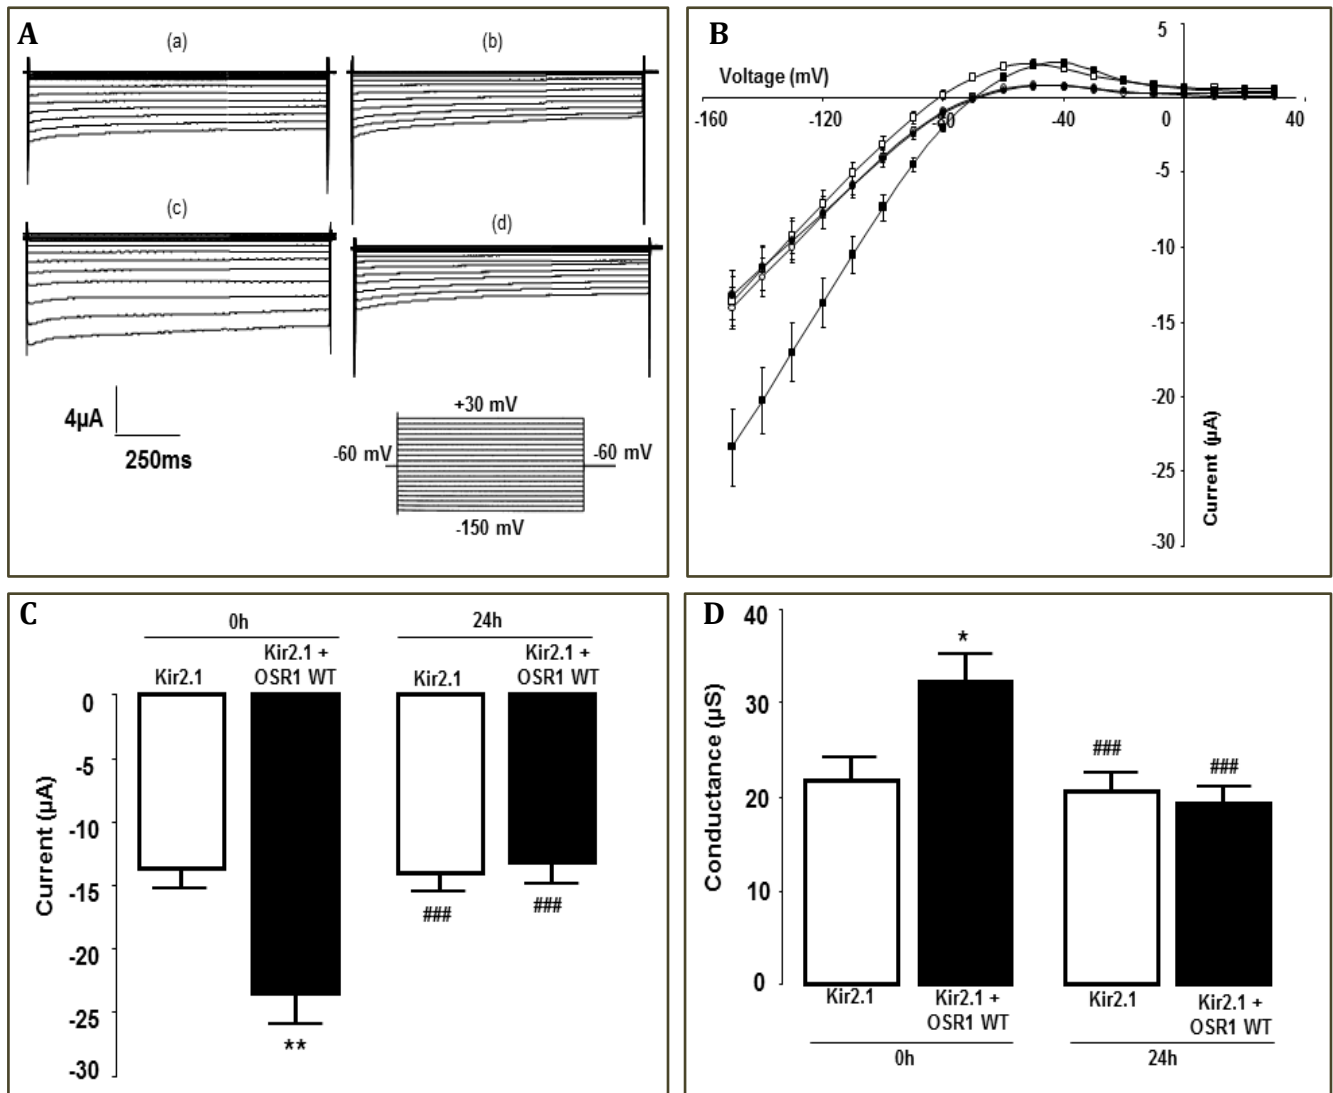 A
(a)
(b)
(c)
(d)
4µA
250ms
+30 mV
-60 mV
-60 mV
-150 mV
B
Voltage (mV)
5
-160
-120
-80
-40
0
40
-5
-10
-15
-20
-25
-30
Current (µA)
C
0h
24h
Kir2.1
Kir2.1 +
OSR1 WT
Kir2.1
Kir2.1 +
OSR1 WT
0
-5
-10
-15
-20
-25
-30
Current (µA)
**
###
###
D
40
30
20
10
0
Conductance (µS)
*
###
###
Kir2.1
Kir2.1 +
OSR1 WT
Kir2.1
Kir2.1 +
OSR1 WT
0h
24h